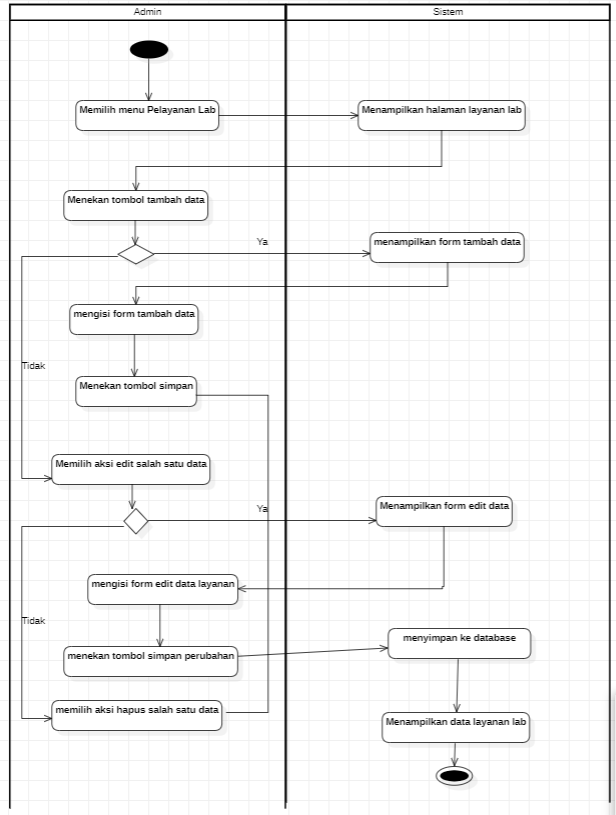 Admin
Sistem
Memilih menu Pelayanan Lab
Menampilkan halaman layanan lab
Menekan tombol tambah data
Ya
menampilkan form tambah data
mengisi form tambah data
Tidak
Menekan tombol simpan
Memilih aksi edit salah satu data
Ya
Menampilkan form edit data
mengisi form edit data layanan
Tidak
menyimpan ke database
menekan tombol simpan perubahan
memilih aksi hapus salah satu data
Menampilkan data layanan lab